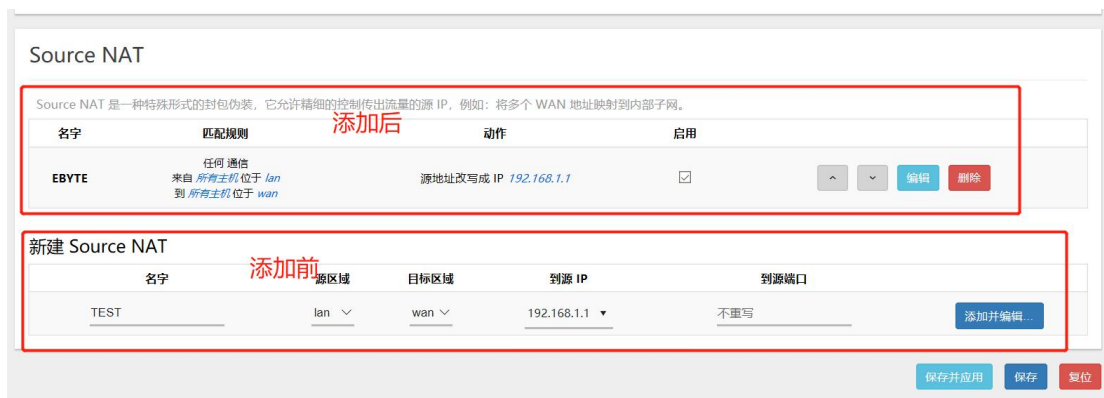 Source NAT
Source NAT 是一种特殊形式的封包伪装，它允许精细的控制传出流量的源 IP，例如：将多个 WAN 地址映射到内部子网。
添加后
名字 匹配规则 动作 启用
任何 通信
EBYTE 来自 所有主机 位于 lan 源地址改写成 IP 192.168.1.1 编辑 删除
到 所有主机 位于 wan
新建 Source NAT
添加前
名字 源区域 目标区域 到源 IP 到源端口
TEST lan wan 192.168.1.1 不重写 添加并编辑...
保存并应用 保存 复位